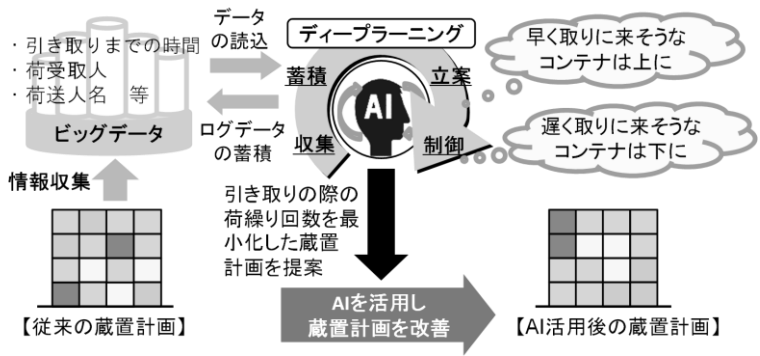 ・引き取りまでの時間
・荷受取人
・荷送人名　等
ビッグデータ
情報収集
【従来の蔵置計画】
データ
の読込
ログデータ
の蓄積
ディープラーニング
蓄積
立案
AI
収集
制御
早く取りに来そうな
コンテナは上に
遅く取りに来そうな
コンテナは下に
引き取りの際の
荷繰り回数を最
小化した蔵置
計画を提案
AIを活用し
蔵置計画を改善
【AI活用後の蔵置計画】